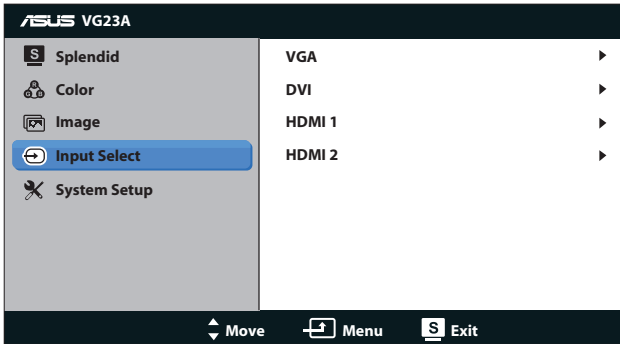 ASUS VG23A
S Splendid
Color
Image
Input Select
System Setup
VGA
DVI
HDMI 1
HDMI 2
Move Menu S Exit